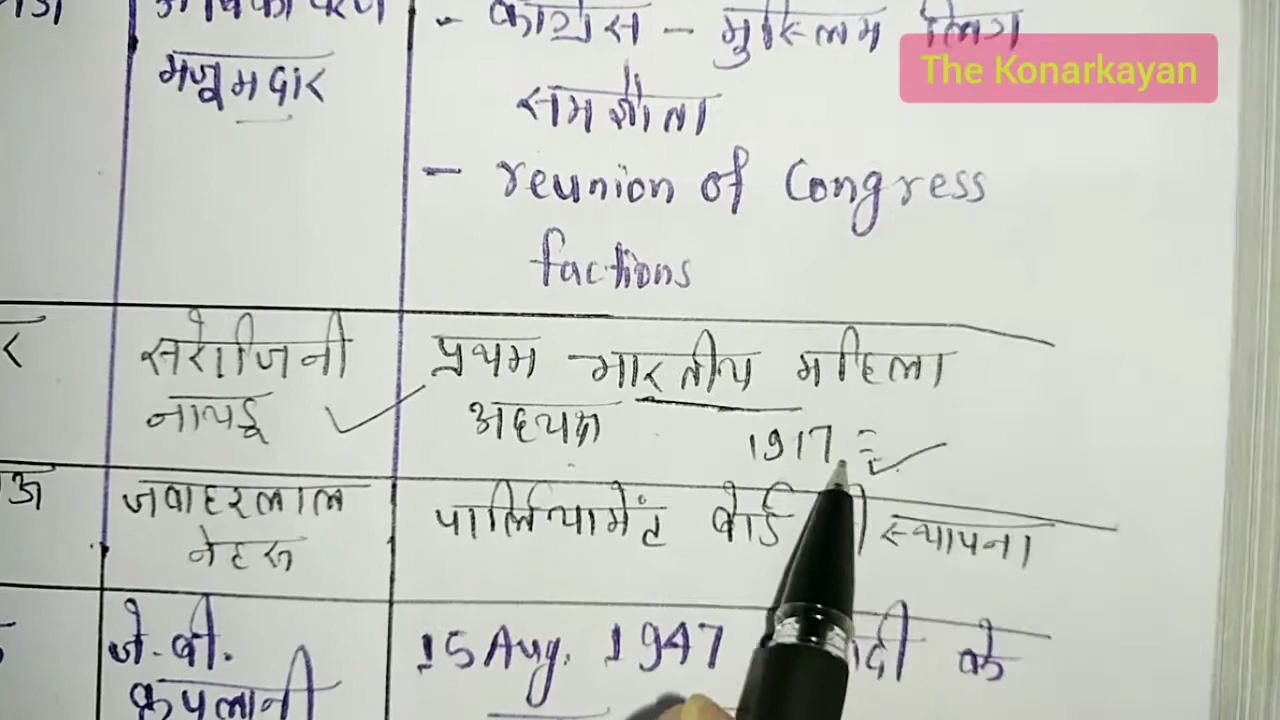 - कांग्रेस - मुस्लिम लिग
The Konarkayan
मजूमदार
समझौता
- reunion of Congress
factions
सरोजिनी
नायडू
प्रथम भारतीय महिला
अध्यक्ष 1917
जवाहरलाल
नेहरू
पार्लियामेंट बोर्ड की स्थापना
जे.बी.
कृपलानी
15 Aug. 1947
के